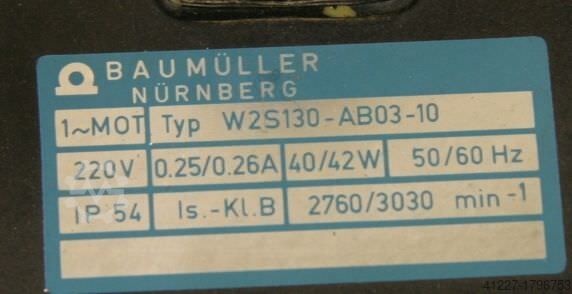 BAUMÜLLER
NÜRNBERG
1~MOT Typ W2S130-AB03-10
220V 0.25/0.26A 40/42W 50/60 Hz
IP 54 Is.-Kl.B 2760/3030 min-1
41227-1796753